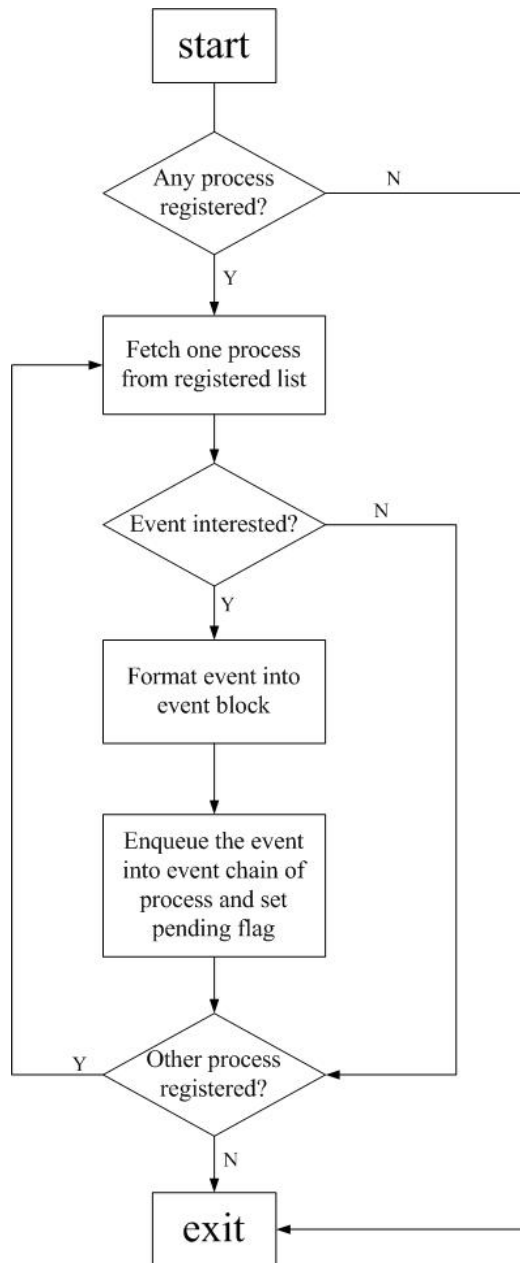 start
Any process
registered?
N
Y
Fetch one process
from registered list
Event interested?
N
Y
Format event into
event block
Enqueue the event
into event chain of
process and set
pending flag
Y
Other process
registered?
N
exit